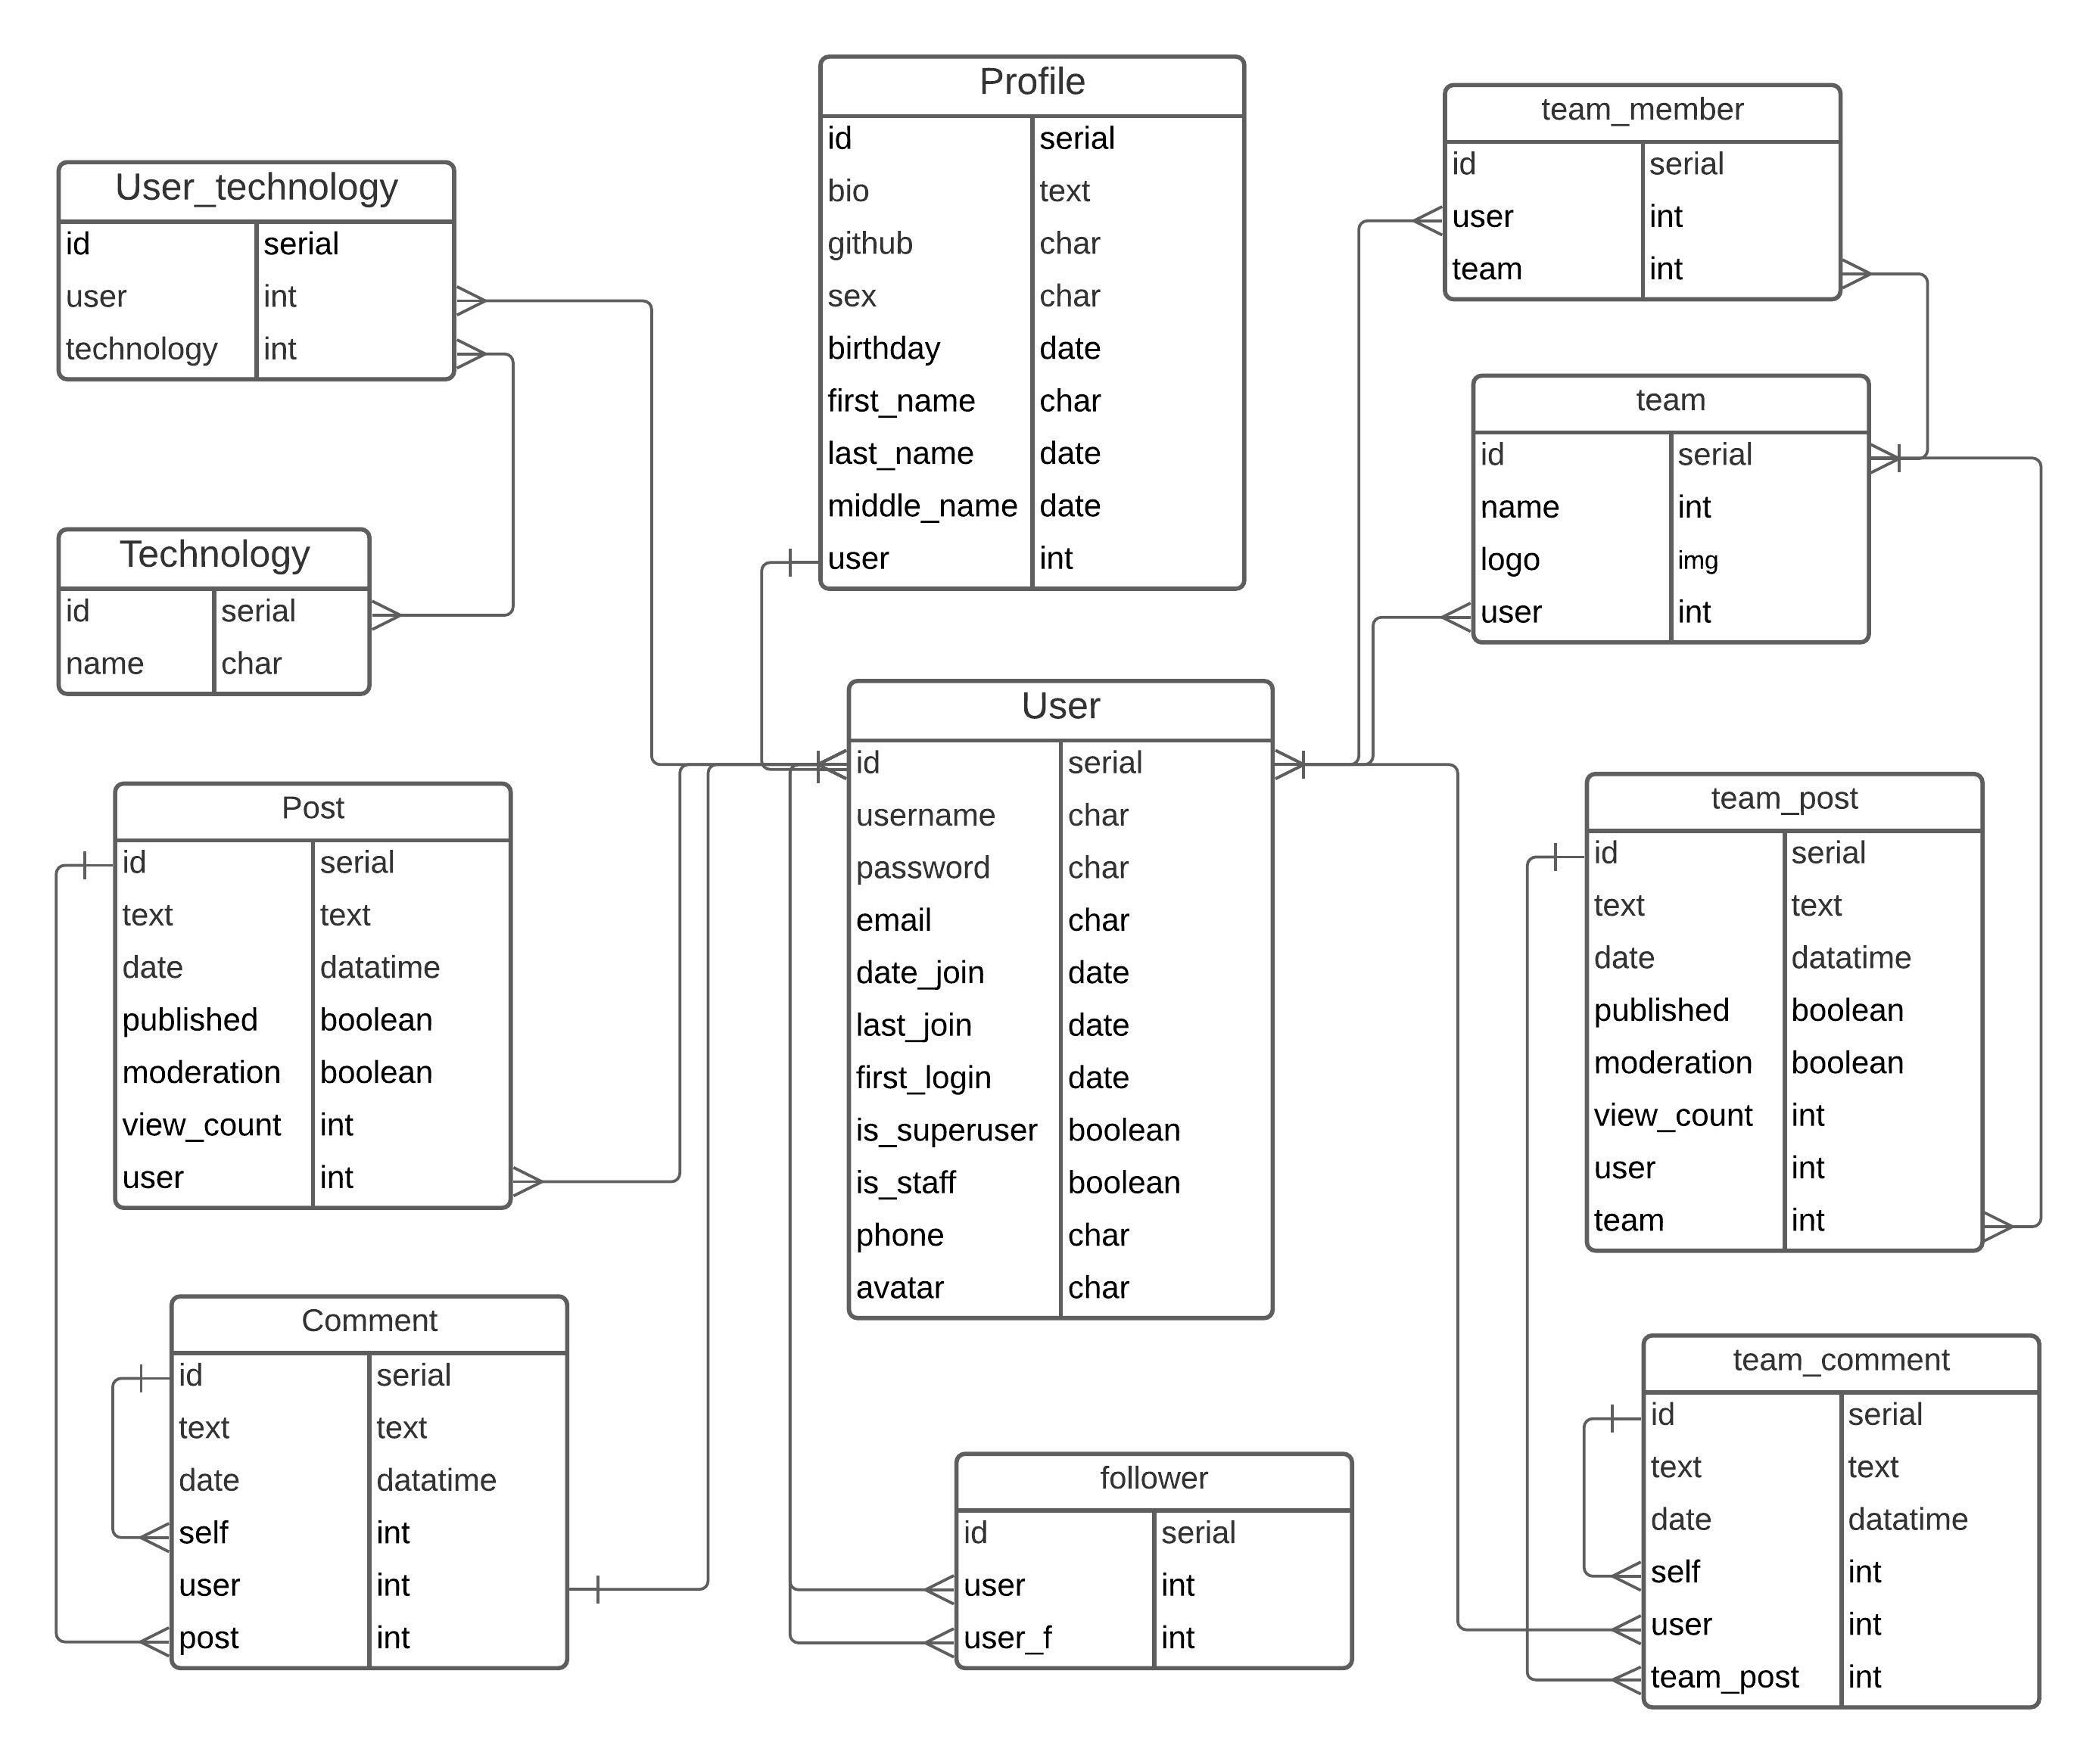 Profile
id serial
bio text
github char
sex char
birthday date
first_name char
last_name date
middle_name date
user int
team_member
id serial
user int
team int
User_technology
id serial
user int
technology int
team
id serial
name int
logo img
user int
Technology
id serial
name char
User
id serial
username char
password char
email char
date_join date
last_join date
first_login date
is_superuser boolean
is_staff boolean
phone char
avatar char
Post
id serial
text text
date datatime
published boolean
moderation boolean
view_count int
user int
team_post
id serial
text text
date datatime
published boolean
moderation boolean
view_count int
user int
team int
Comment
id serial
text text
date datatime
self int
user int
post int
follower
id serial
user int
user_f int
team_comment
id serial
text text
date datatime
self int
user int
team_post int